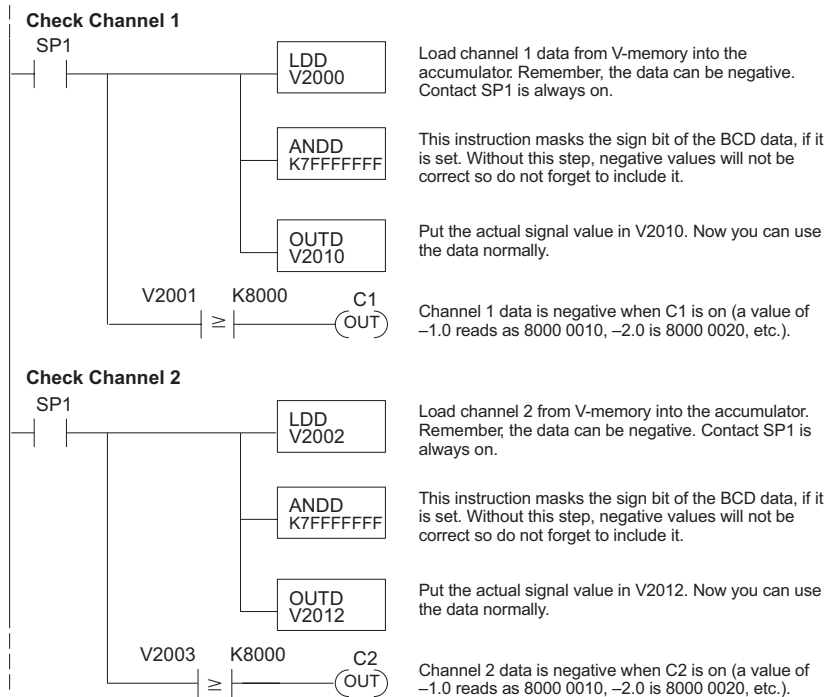 Check Channel 1
SP1
LDD
V2000
Load channel 1 data from V-memory into the
accumulator. Remember, the data can be negative.
Contact SP1 is always on.
ANDD
K7FFFFFFF
This instruction masks the sign bit of the BCD data, if it
is set. Without this step, negative values will not be
correct so do not forget to include it.
OUTD
V2010
Put the actual signal value in V2010. Now you can use
the data normally.
V2001 K8000 C1
≥ OUT
Channel 1 data is negative when C1 is on (a value of
–1.0 reads as 8000 0010, –2.0 is 8000 0020, etc.).
Check Channel 2
SP1
LDD
V2002
Load channel 2 from V-memory into the accumulator.
Remember, the data can be negative. Contact SP1 is
always on.
ANDD
K7FFFFFFF
This instruction masks the sign bit of the BCD data, if it
is set. Without this step, negative values will not be
correct so do not forget to include it.
OUTD
V2012
Put the actual signal value in V2012. Now you can use
the data normally.
V2003 K8000 C2
≥ OUT
Channel 2 data is negative when C2 is on (a value of
–1.0 reads as 8000 0010, –2.0 is 8000 0020, etc.).